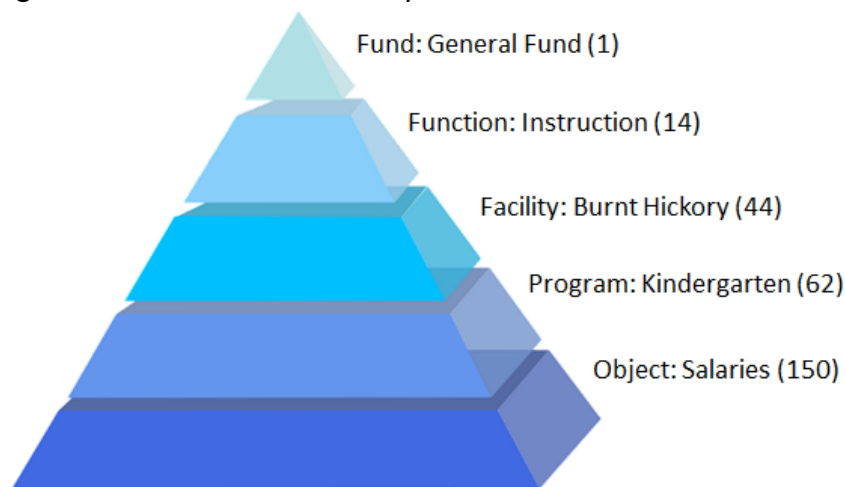 Fund: General Fund (1)
Function: Instruction (14)
Facility: Burnt Hickory (44)
Program: Kindergarten (62)
Object: Salaries (150)